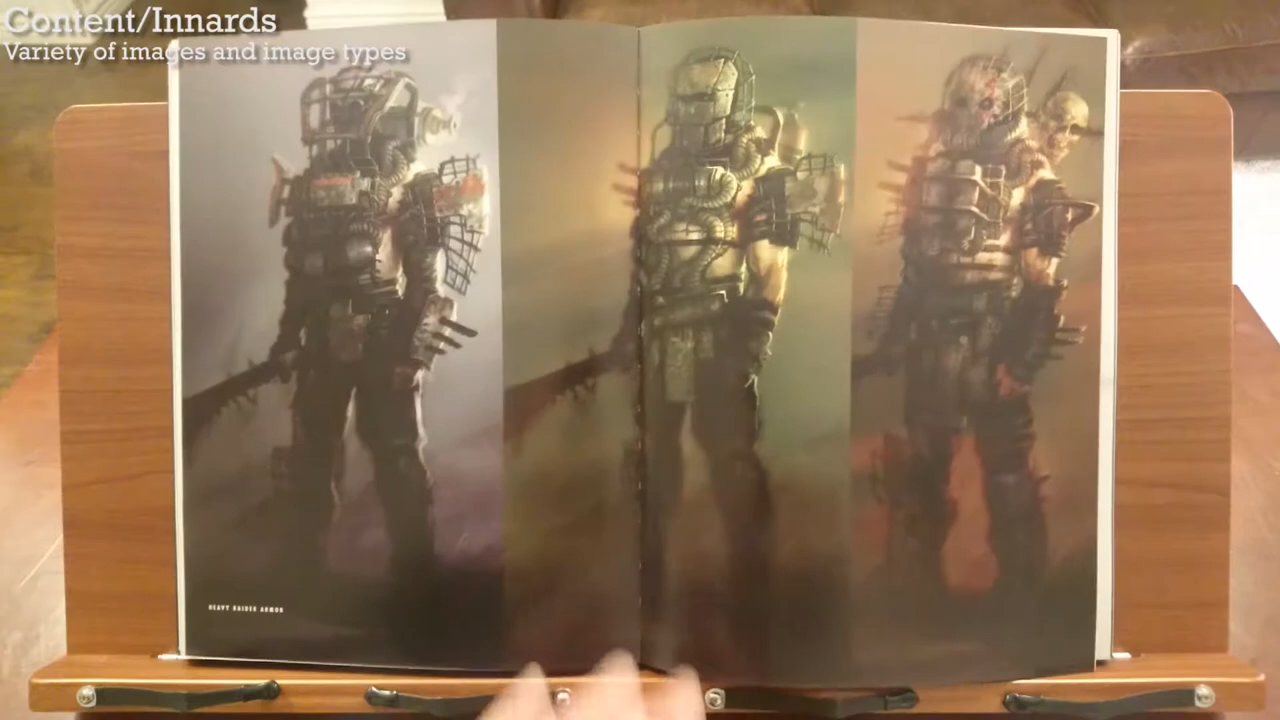 Content/Innards
Variety of images and image types
HEAVY RAIDER ARMOR